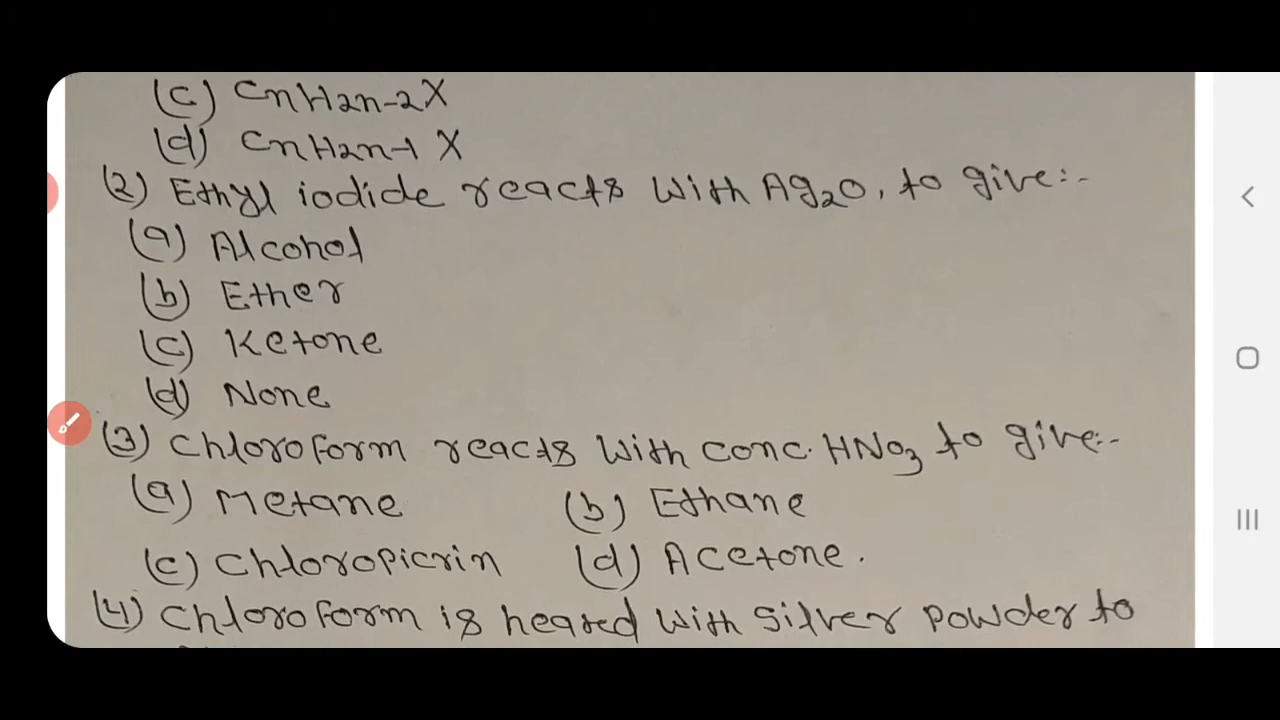 (c) CnH2n-2X
(d) CnH2n-1 X
(2) Ethyl iodide reacts with Ag2O, to give:-
(a) Alcohol
(b) Ether
(c) Ketone
(d) None
(3) Chloroform reacts with conc. HNO3 to give:-
(a) Metane (b) Ethane
(c) Chloropicrin (d) Acetone.
(4) Chloroform is heated with silver powder to